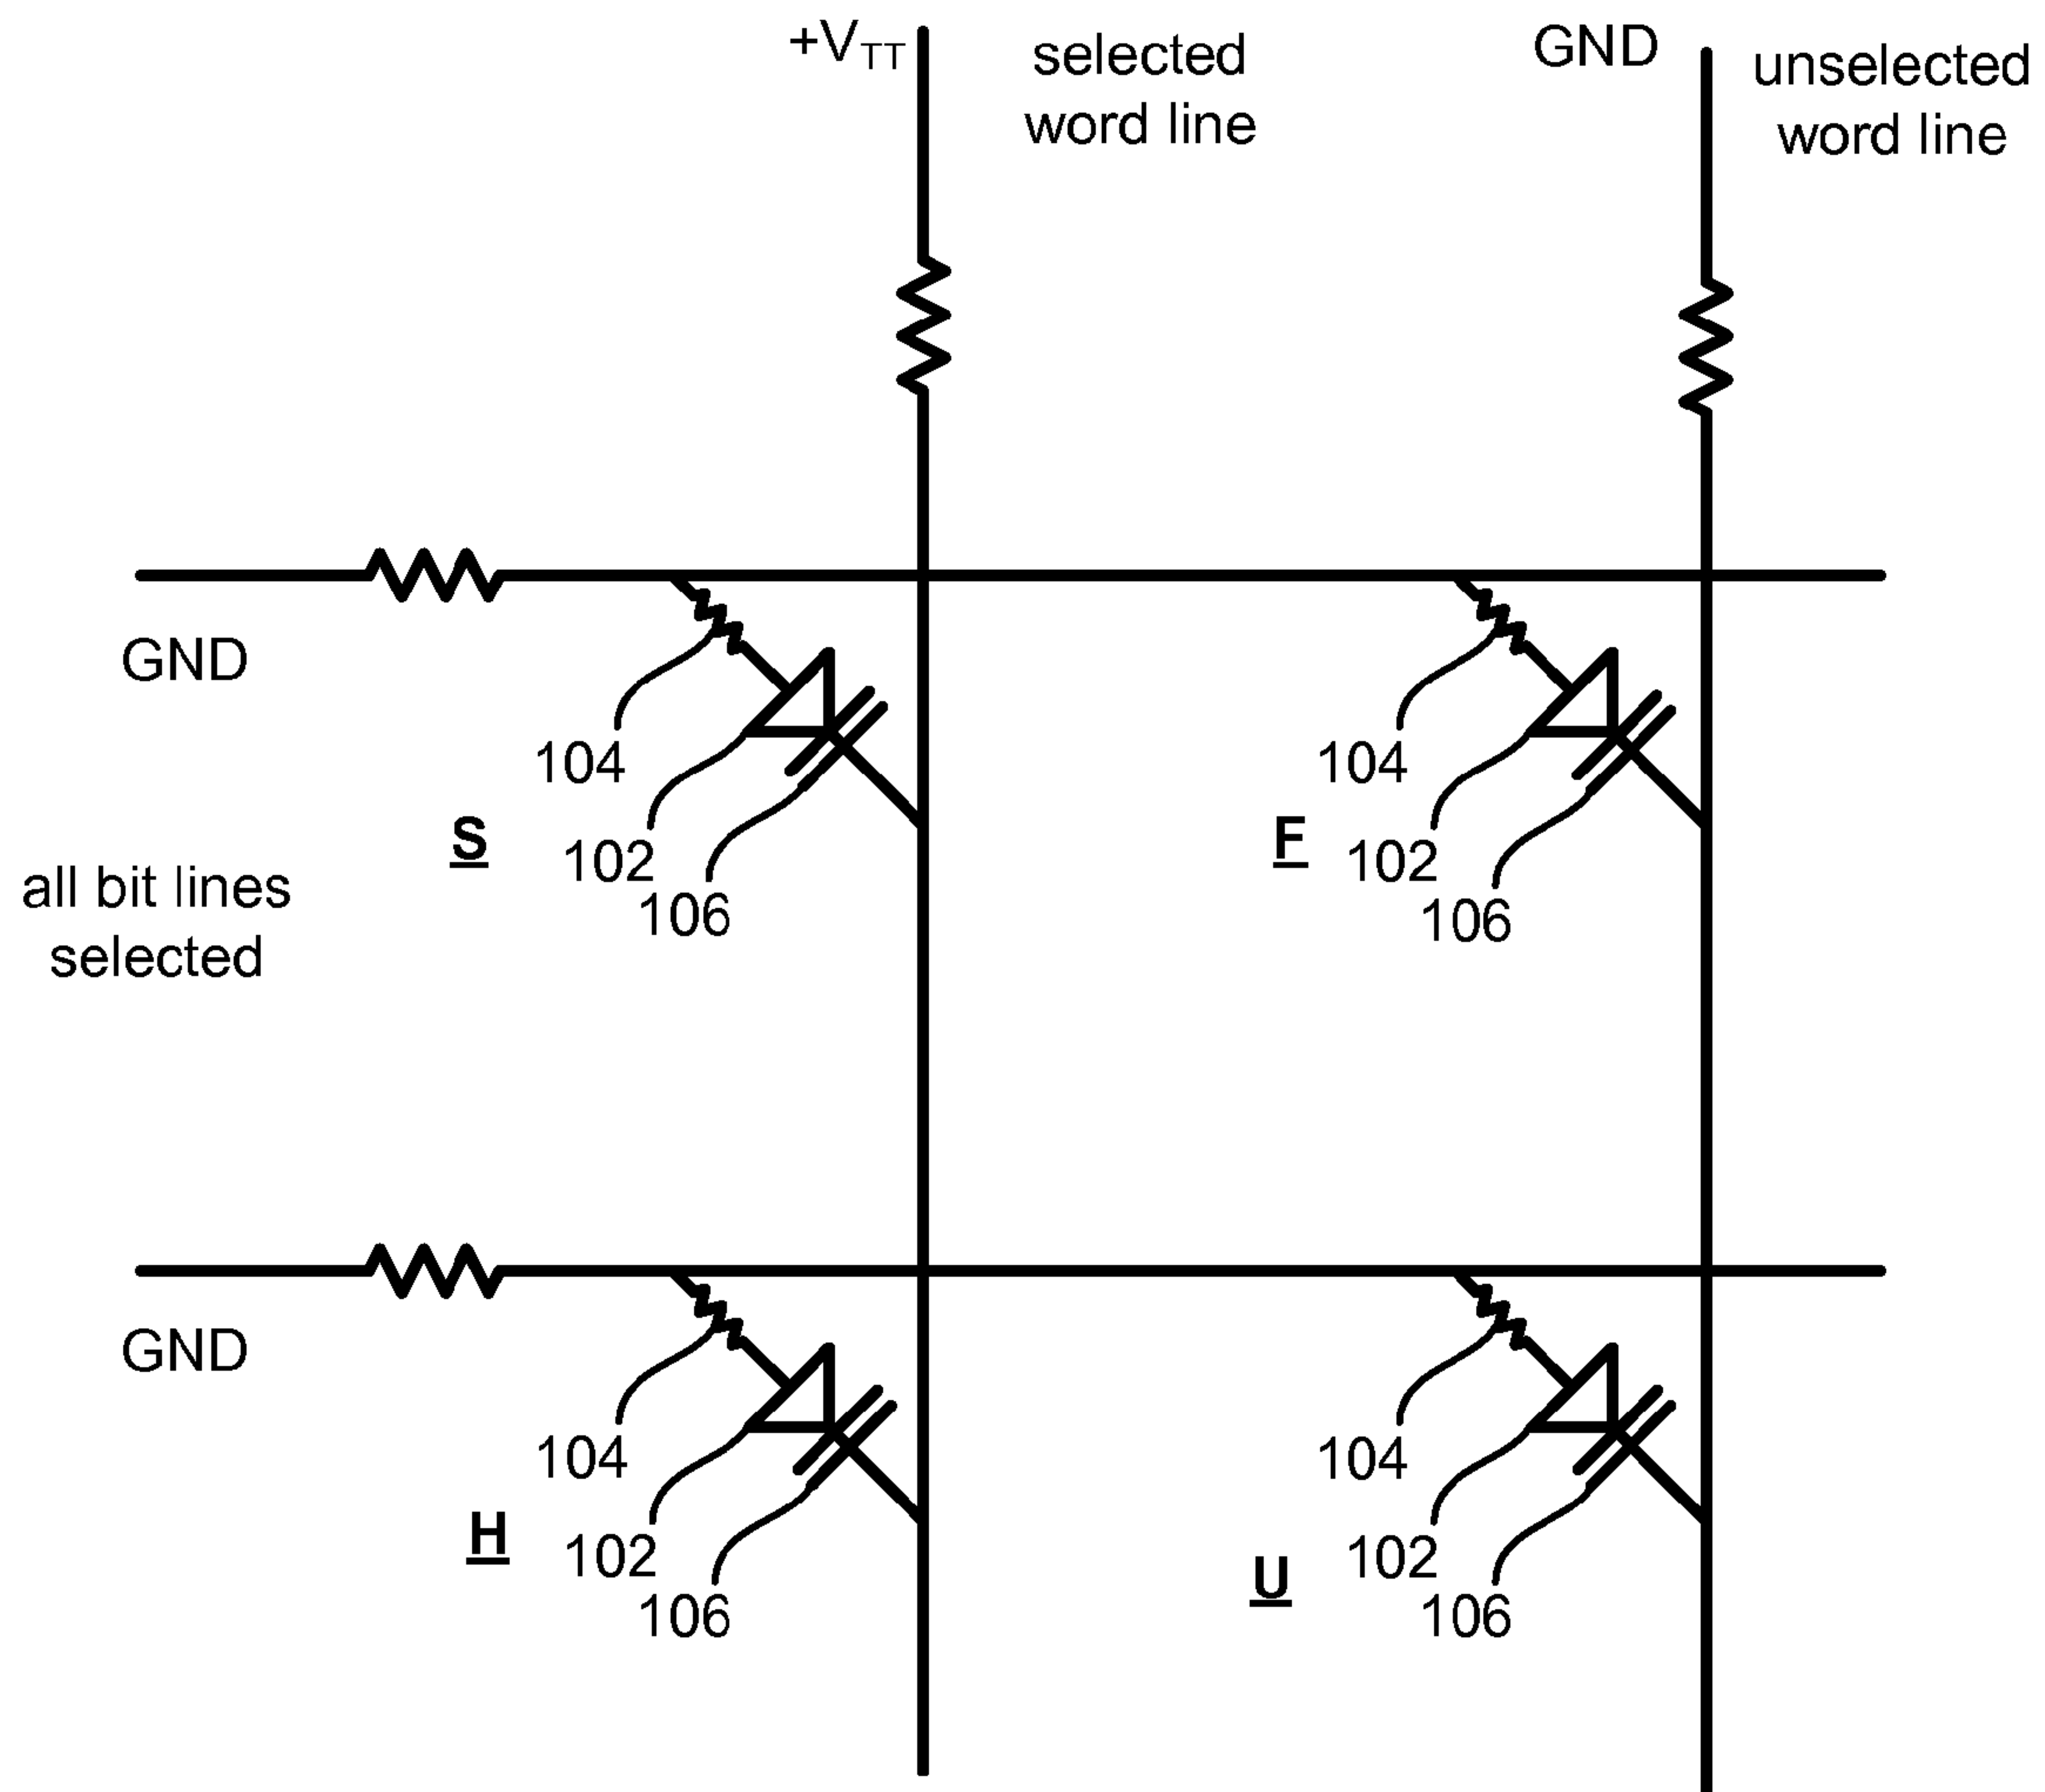 +VTT
selected
word line
GND
unselected
word line
GND
104
102
106
S
104
102
106
F
all bit lines
selected
GND
104
102
106
H
104
102
106
U